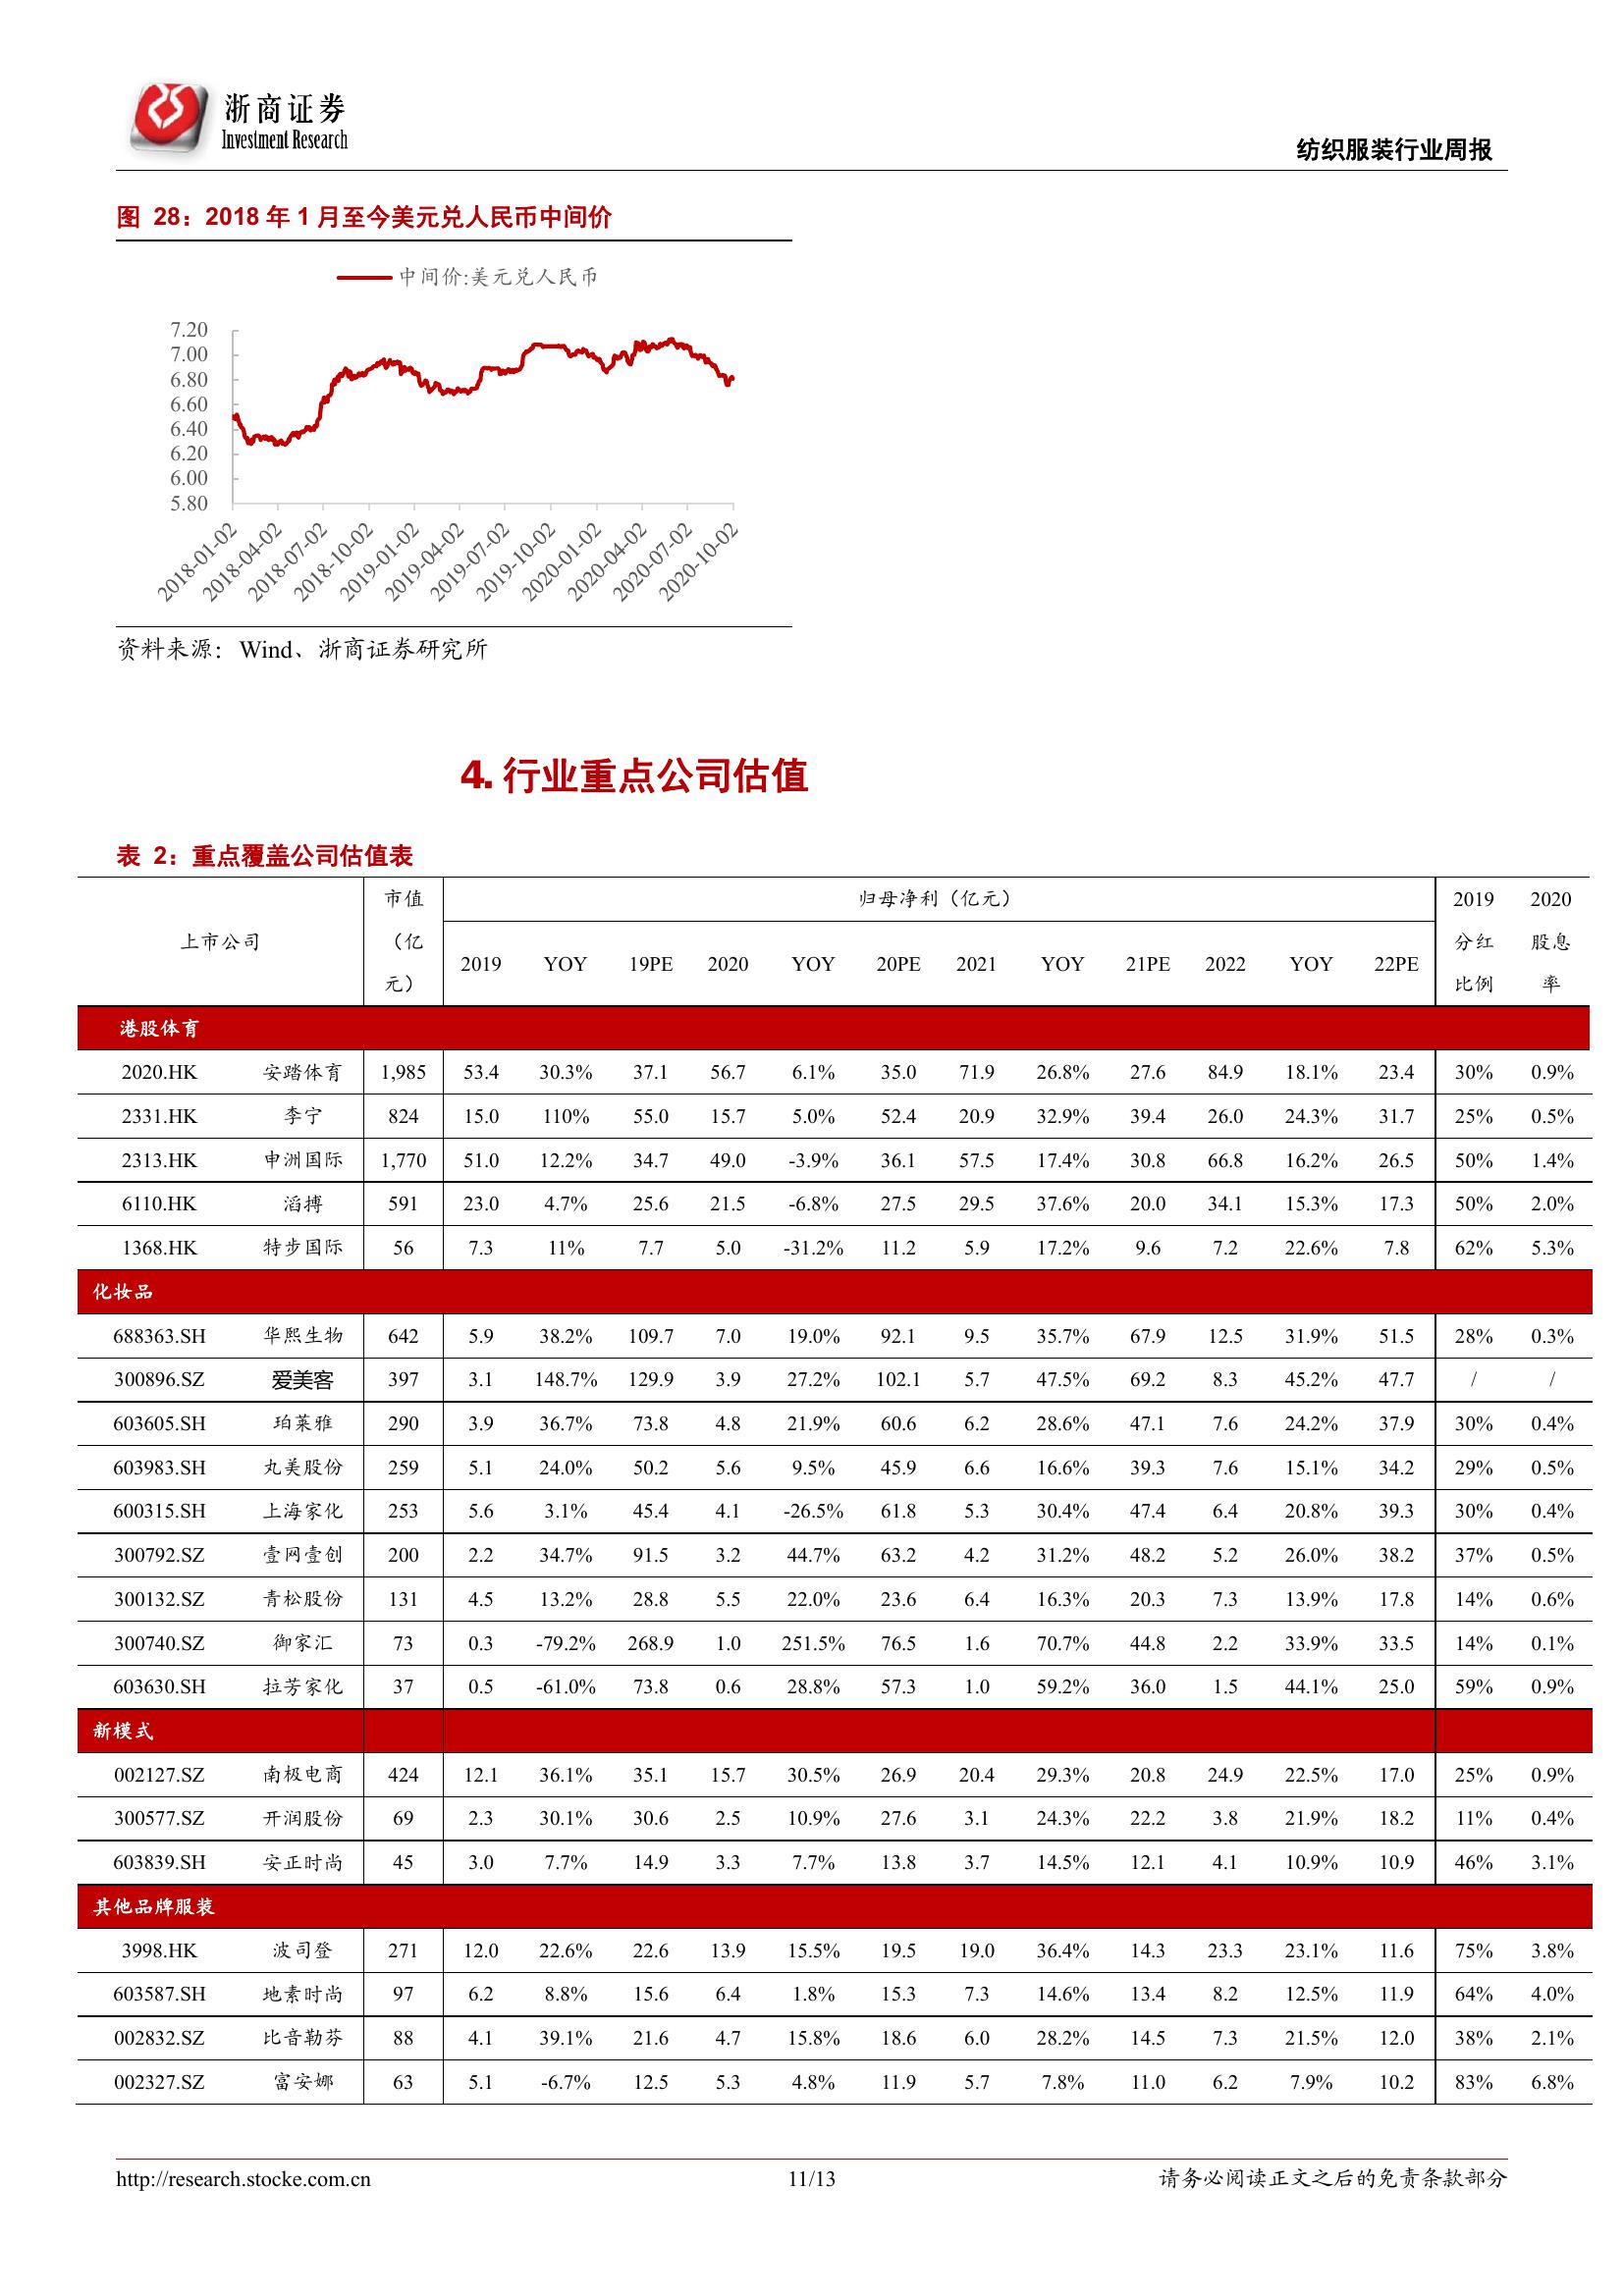 浙商证券
Investment Research
纺织服装行业周报
图 28：2018 年 1 月至今美元兑人民币中间价
中间价:美元兑人民币
7.20
7.00
6.80
6.60
6.40
6.20
6.00
5.80
2018-01-02 2018-04-02 2018-07-02 2018-10-02 2019-01-02 2019-04-02 2019-07-02 2019-10-02 2020-01-02 2020-04-02 2020-07-02 2020-10-02
资料来源：Wind、浙商证券研究所
4. 行业重点公司估值
表 2：重点覆盖公司估值表
上市公司 市值（亿元） 归母净利（亿元） 2019分红比例 2020股息率
2019 YOY 19PE 2020 YOY 20PE 2021 YOY 21PE 2022 YOY 22PE
港股体育
2020.HK 安踏体育 1,985 53.4 30.3% 37.1 56.7 6.1% 35.0 71.9 26.8% 27.6 84.9 18.1% 23.4 30% 0.9%
2331.HK 李宁 824 15.0 110% 55.0 15.7 5.0% 52.4 20.9 32.9% 39.4 26.0 24.3% 31.7 25% 0.5%
2313.HK 申洲国际 1,770 51.0 12.2% 34.7 49.0 -3.9% 36.1 57.5 17.4% 30.8 66.8 16.2% 26.5 50% 1.4%
6110.HK 滔搏 591 23.0 4.7% 25.6 21.5 -6.8% 27.5 29.5 37.6% 20.0 34.1 15.3% 17.3 50% 2.0%
1368.HK 特步国际 56 7.3 11% 7.7 5.0 -31.2% 11.2 5.9 17.2% 9.6 7.2 22.6% 7.8 62% 5.3%
化妆品
688363.SH 华熙生物 642 5.9 38.2% 109.7 7.0 19.0% 92.1 9.5 35.7% 67.9 12.5 31.9% 51.5 28% 0.3%
300896.SZ 爱美客 397 3.1 148.7% 129.9 3.9 27.2% 102.1 5.7 47.5% 69.2 8.3 45.2% 47.7 / /
603605.SH 珀莱雅 290 3.9 36.7% 73.8 4.8 21.9% 60.6 6.2 28.6% 47.1 7.6 24.2% 37.9 30% 0.4%
603983.SH 丸美股份 259 5.1 24.0% 50.2 5.6 9.5% 45.9 6.6 16.6% 39.3 7.6 15.1% 34.2 29% 0.5%
600315.SH 上海家化 253 5.6 3.1% 45.4 4.1 -26.5% 61.8 5.3 30.4% 47.4 6.4 20.8% 39.3 30% 0.4%
300792.SZ 壹网壹创 200 2.2 34.7% 91.5 3.2 44.7% 63.2 4.2 31.2% 48.2 5.2 26.0% 38.2 37% 0.5%
300132.SZ 青松股份 131 4.5 13.2% 28.8 5.5 22.0% 23.6 6.4 16.3% 20.3 7.3 13.9% 17.8 14% 0.6%
300740.SZ 御家汇 73 0.3 -79.2% 268.9 1.0 251.5% 76.5 1.6 70.7% 44.8 2.2 33.9% 33.5 14% 0.1%
603630.SH 拉芳家化 37 0.5 -61.0% 73.8 0.6 28.8% 57.3 1.0 59.2% 36.0 1.5 44.1% 25.0 59% 0.9%
新模式
002127.SZ 南极电商 424 12.1 36.1% 35.1 15.7 30.5% 26.9 20.4 29.3% 20.8 24.9 22.5% 17.0 25% 0.9%
300577.SZ 开润股份 69 2.3 30.1% 30.6 2.5 10.9% 27.6 3.1 24.3% 22.2 3.8 21.9% 18.2 11% 0.4%
603839.SH 安正时尚 45 3.0 7.7% 14.9 3.3 7.7% 13.8 3.7 14.5% 12.1 4.1 10.9% 10.9 46% 3.1%
其他品牌服装
3998.HK 波司登 271 12.0 22.6% 22.6 13.9 15.5% 19.5 19.0 36.4% 14.3 23.3 23.1% 11.6 75% 3.8%
603587.SH 地素时尚 97 6.2 8.8% 15.6 6.4 1.8% 15.3 7.3 14.6% 13.4 8.2 12.5% 11.9 64% 4.0%
002832.SZ 比音勒芬 88 4.1 39.1% 21.6 4.7 15.8% 18.6 6.0 28.2% 14.5 7.3 21.5% 12.0 38% 2.1%
002327.SZ 富安娜 63 5.1 -6.7% 12.5 5.3 4.8% 11.9 5.7 7.8% 11.0 6.2 7.9% 10.2 83% 6.8%
http://research.stocke.com.cn 11/13 请务必阅读正文之后的免责条款部分